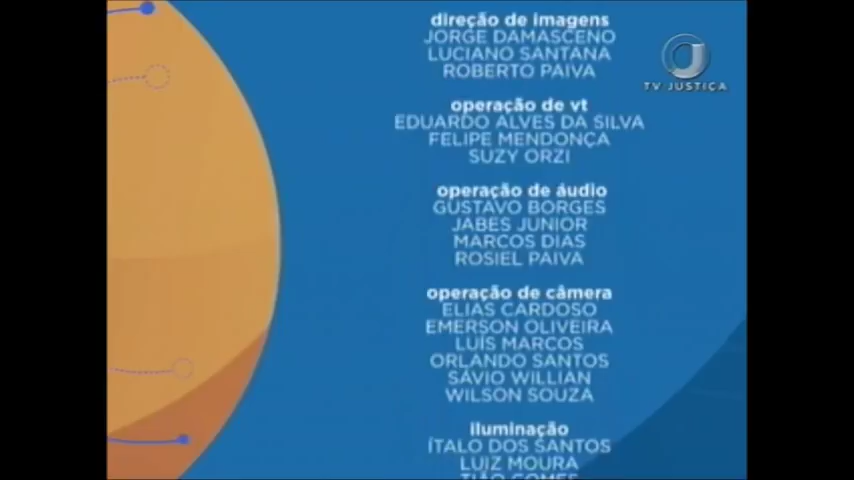 direção de imagens
JORGE DAMASCENO
LUCIANO SANTANA
ROBERTO PAIVA
TV JUSTIÇA
operação de vt
EDUARDO ALVES DA SILVA
FELIPE MENDONÇA
SUZY ORZI
operação de áudio
GUSTAVO BORGES
JABES JUNIOR
MARCOS DIAS
ROSIEL PAIVA
operação de câmera
ELIAS CARDOSO
EMERSON OLIVEIRA
LUÍS MARCOS
ORLANDO SANTOS
SÁVIO WILLIAN
WILSON SOUZA
iluminação
ÍTALO DOS SANTOS
LUIZ MOURA
TIÃO GOMES